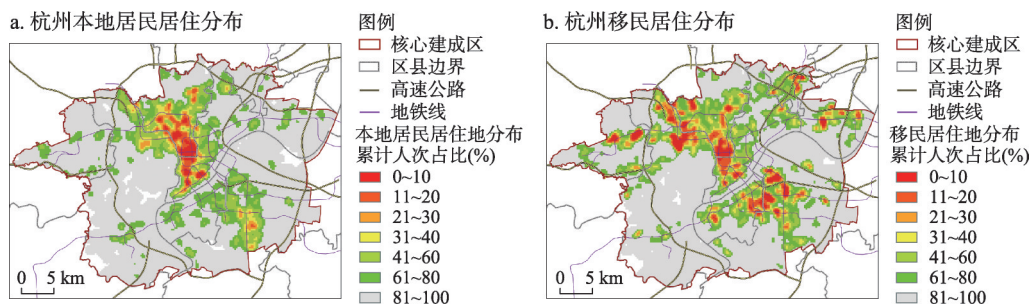 a. 杭州本地居民居住分布
图例
核心建成区
区县边界
高速公路
地铁线
本地居民居住地分布
累计人次占比(%)
0~10
11~20
21~30
31~40
41~60
61~80
81~100
0 5 km
b. 杭州移民居住分布
图例
核心建成区
区县边界
高速公路
地铁线
移民居住地分布
累计人次占比(%)
0~10
11~20
21~30
31~40
41~60
61~80
81~100
0 5 km